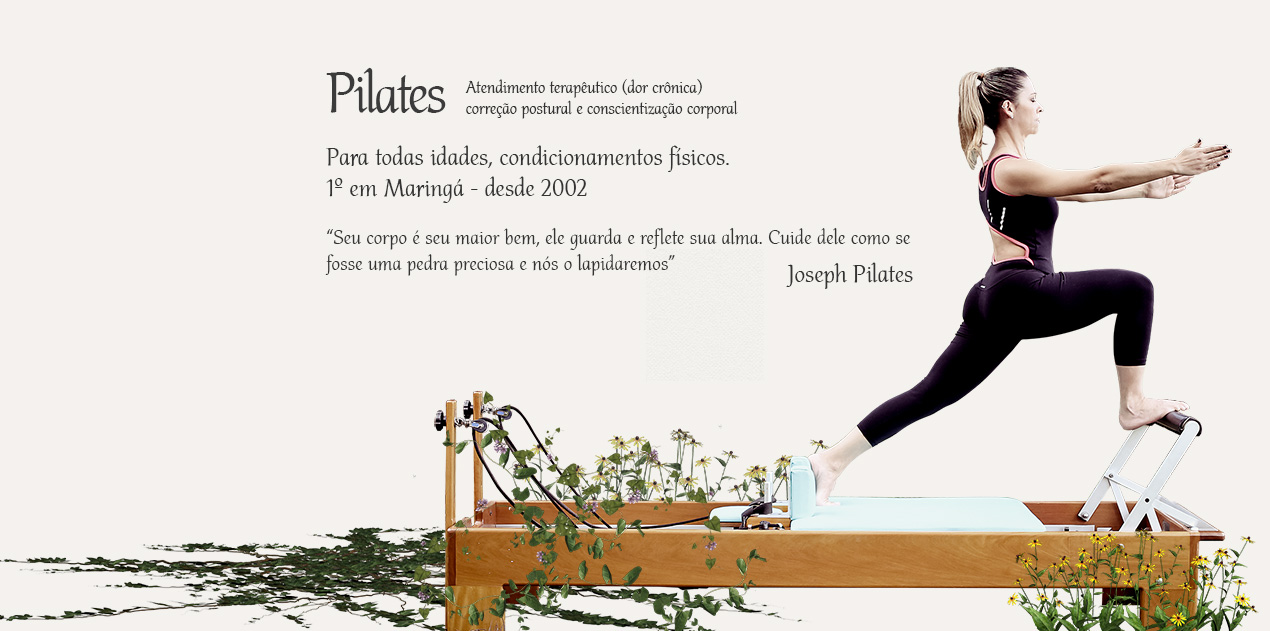 Pilates
Atendimento terapêutico (dor crônica)
correção postural e conscientização corporal
Para todas idades, condicionamentos físicos.
1º em Maringá - desde 2002
“Seu corpo é seu maior bem, ele guarda e reflete sua alma. Cuide dele como se
fosse uma pedra preciosa e nós o lapidaremos”
Joseph Pilates